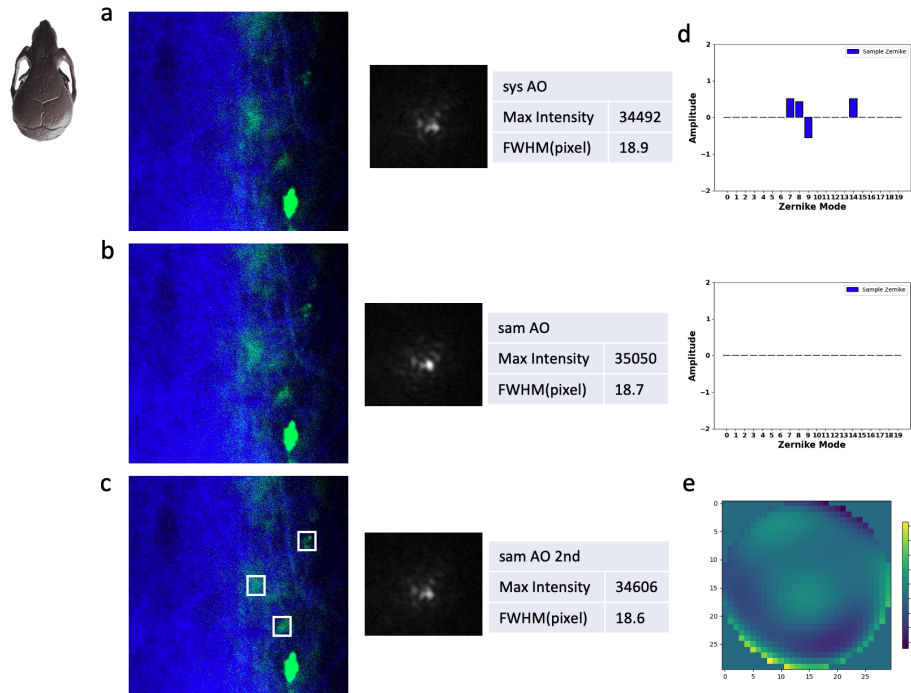 a
sys AO
Max Intensity 34492
FWHM(pixel) 18.9
d
Sample Zernike
2
1
0
−1
−2
Amplitude
0 1 2 3 4 5 6 7 8 9 10 11 12 13 14 15 16 17 18 19
Zernike Mode
b
sam AO
Max Intensity 35050
FWHM(pixel) 18.7
Sample Zernike
2
1
0
−1
−2
Amplitude
0 1 2 3 4 5 6 7 8 9 10 11 12 13 14 15 16 17 18 19
Zernike Mode
c
sam AO 2nd
Max Intensity 34606
FWHM(pixel) 18.6
e
0
5
10
15
20
25
0 5 10 15 20 25